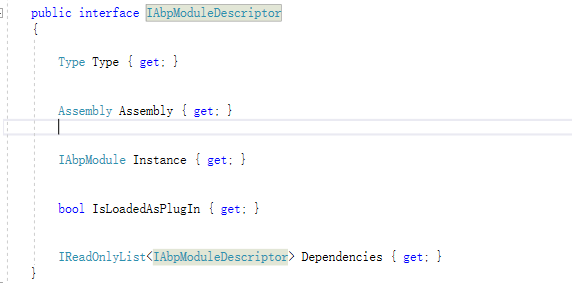 public interface IAbpModuleDescriptor
{
Type Type { get; }
Assembly Assembly { get; }
IAbpModule Instance { get; }
bool IsLoadedAsPlugIn { get; }
IReadOnlyList<IAbpModuleDescriptor> Dependencies { get; }
}